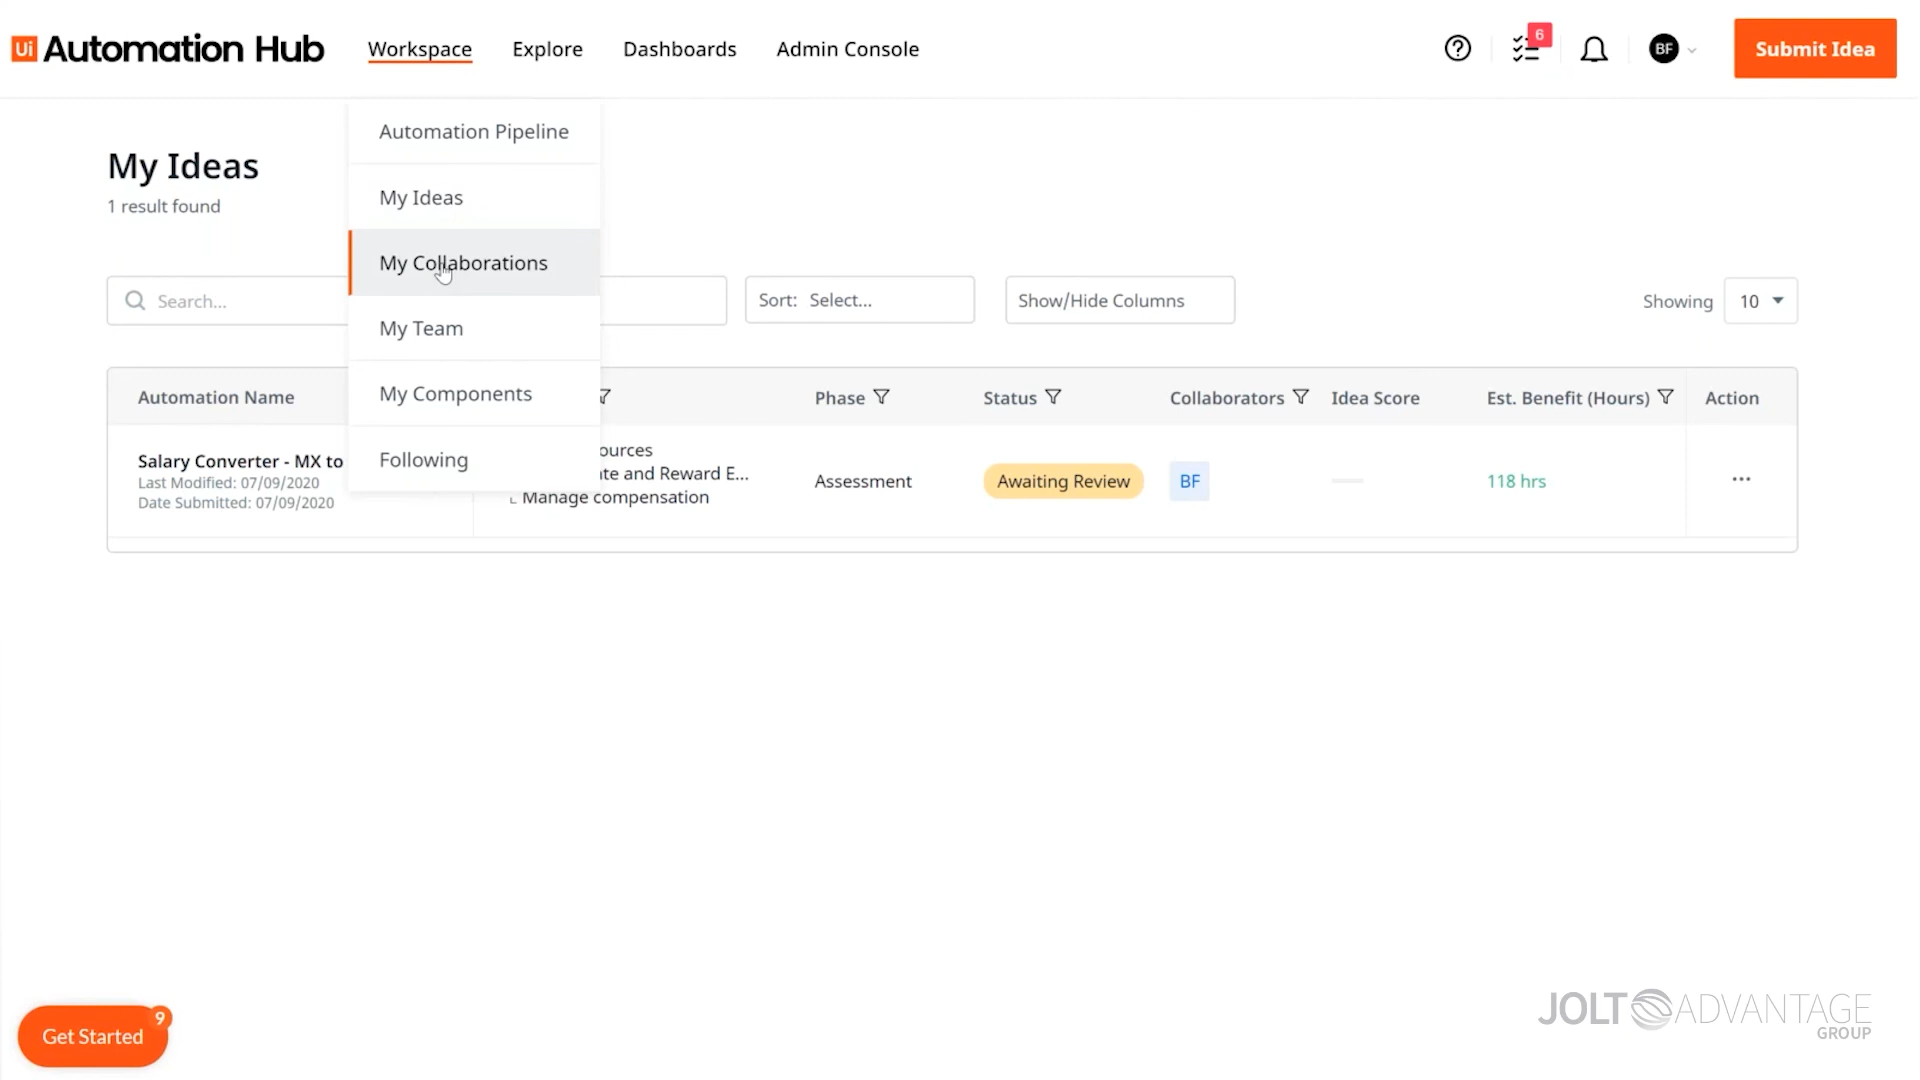 Ui Automation Hub
Workspace
Explore
Dashboards
Admin Console
6
BF
Submit Idea
Automation Pipeline
My Ideas
My Collaborations
My Team
My Components
Following
My Ideas
1 result found
Search...
Sort: Select...
Show/Hide Columns
Showing 10
Automation Name
Phase
Status
Collaborators
Idea Score
Est. Benefit (Hours)
Action
Salary Converter - MX to
Last Modified: 07/09/2020
Date Submitted: 07/09/2020
ources
te and Reward E...
Manage compensation
Assessment
Awaiting Review
BF
118 hrs
...
Get Started
9
JOLT ADVANTAGE
GROUP